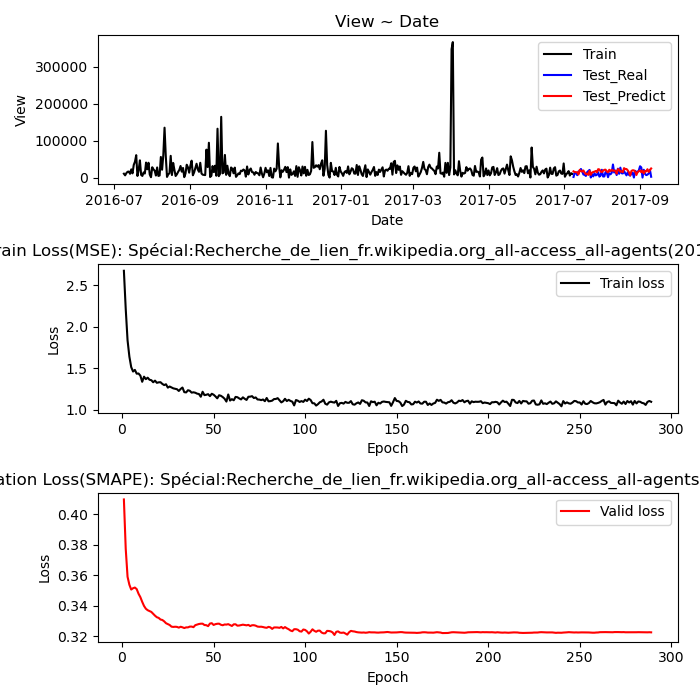 View ~ Date
View
300000
200000
100000
0
Train
Test_Real
Test_Predict
2016-07 2016-09 2016-11 2017-01 2017-03 2017-05 2017-07 2017-09
Date
rain Loss(MSE): Spécial:Recherche_de_lien_fr.wikipedia.org_all-access_all-agents(201
Loss
2.5
2.0
1.5
1.0
Train loss
0 50 100 150 200 250 300
Epoch
ation Loss(SMAPE): Spécial:Recherche_de_lien_fr.wikipedia.org_all-access_all-agents
Loss
0.40
0.38
0.36
0.34
0.32
Valid loss
0 50 100 150 200 250 300
Epoch